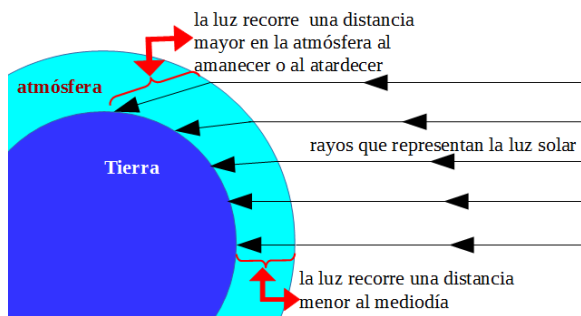 la luz recorre una distancia
mayor en la atmósfera al
amanecer o al atardecer
atmósfera
rayos que representan la luz solar
Tierra
la luz recorre una distancia
menor al mediodía